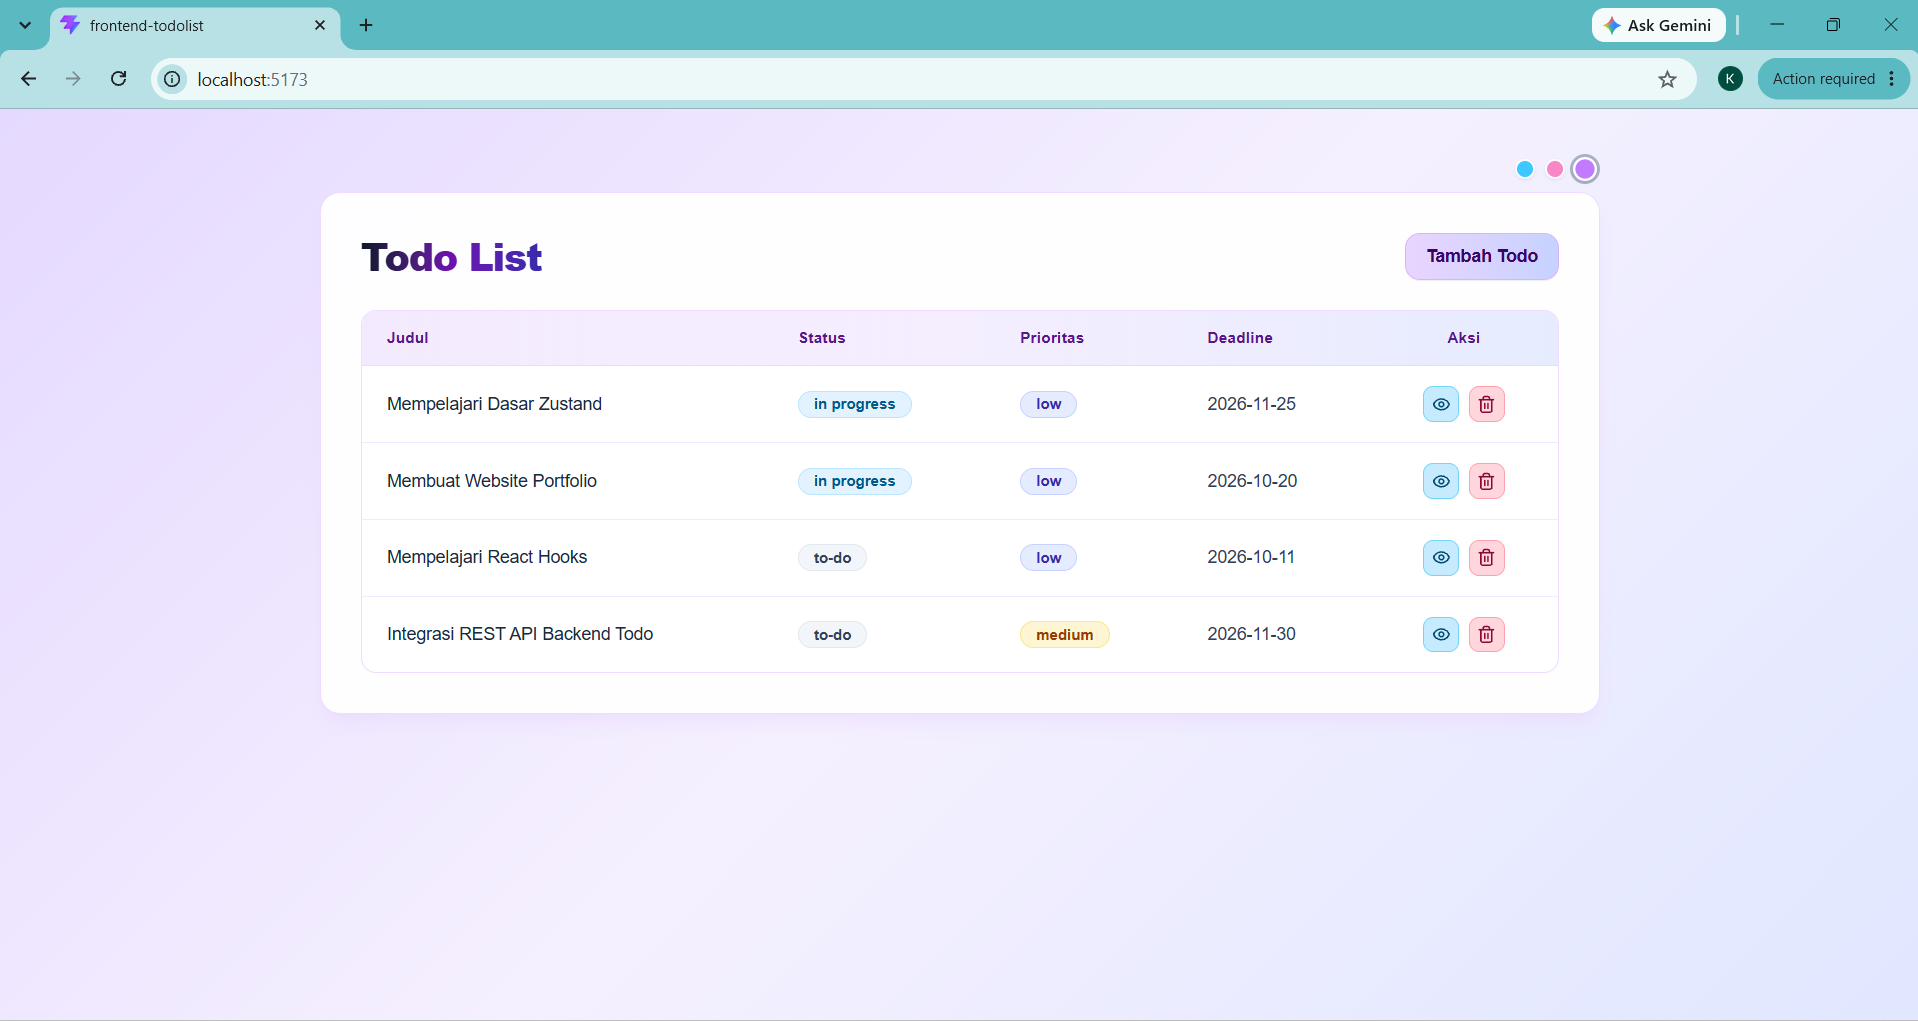 frontend-todolist
Ask Gemini
localhost:5173
K
Action required
Todo List
Tambah Todo
Judul Status Prioritas Deadline Aksi
Mempelajari Dasar Zustand in progress low 2026-11-25
Membuat Website Portfolio in progress low 2026-10-20
Mempelajari React Hooks to-do low 2026-10-11
Integrasi REST API Backend Todo to-do medium 2026-11-30